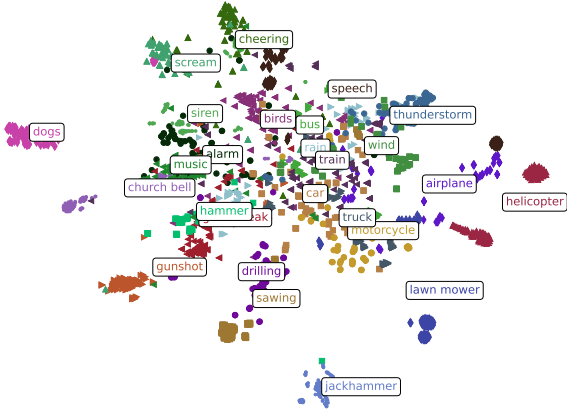 cheering
scream
speech
thunderstorm
siren
birds
bus
dogs
rain
wind
alarm
train
music
church bell
airplane
car
helicopter
hammer
eak
truck
motorcycle
gunshot
drilling
lawn mower
sawing
jackhammer